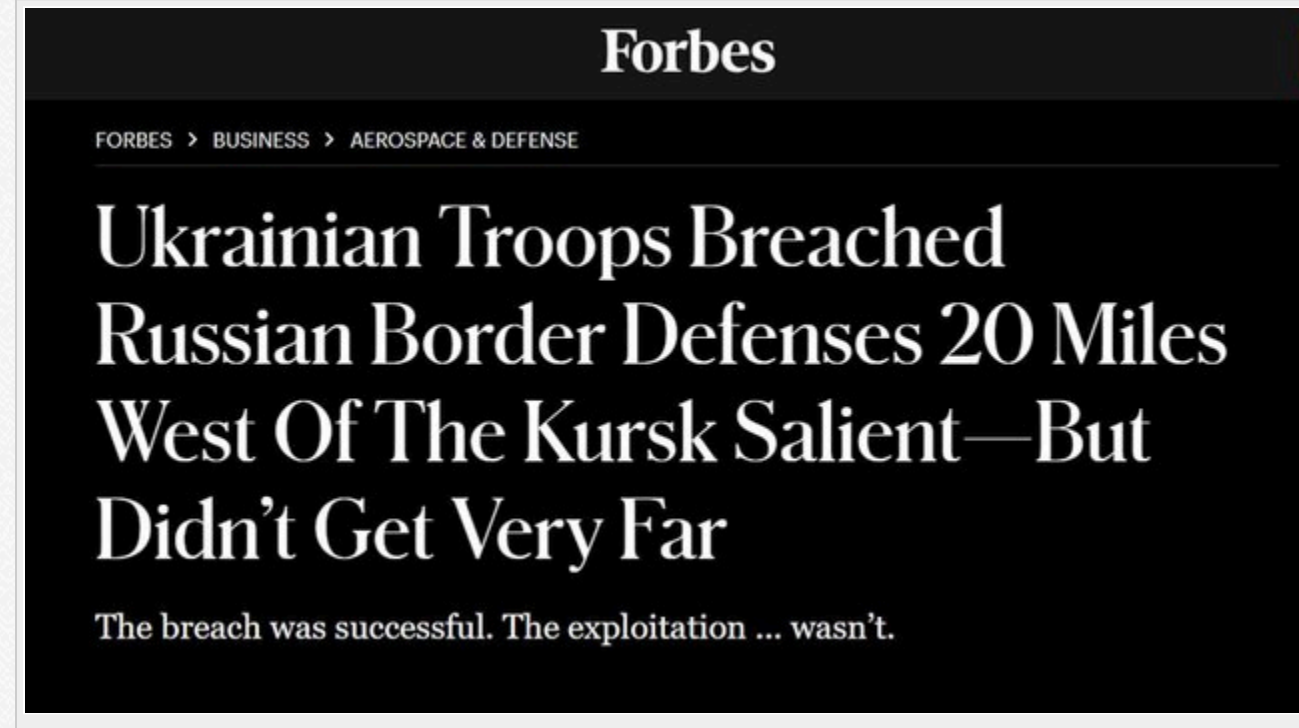 Forbes
FORBES > BUSINESS > AEROSPACE & DEFENSE
Ukrainian Troops Breached
Russian Border Defenses 20 Miles
West Of The Kursk Salient—But
Didn’t Get Very Far
The breach was successful. The exploitation ... wasn’t.